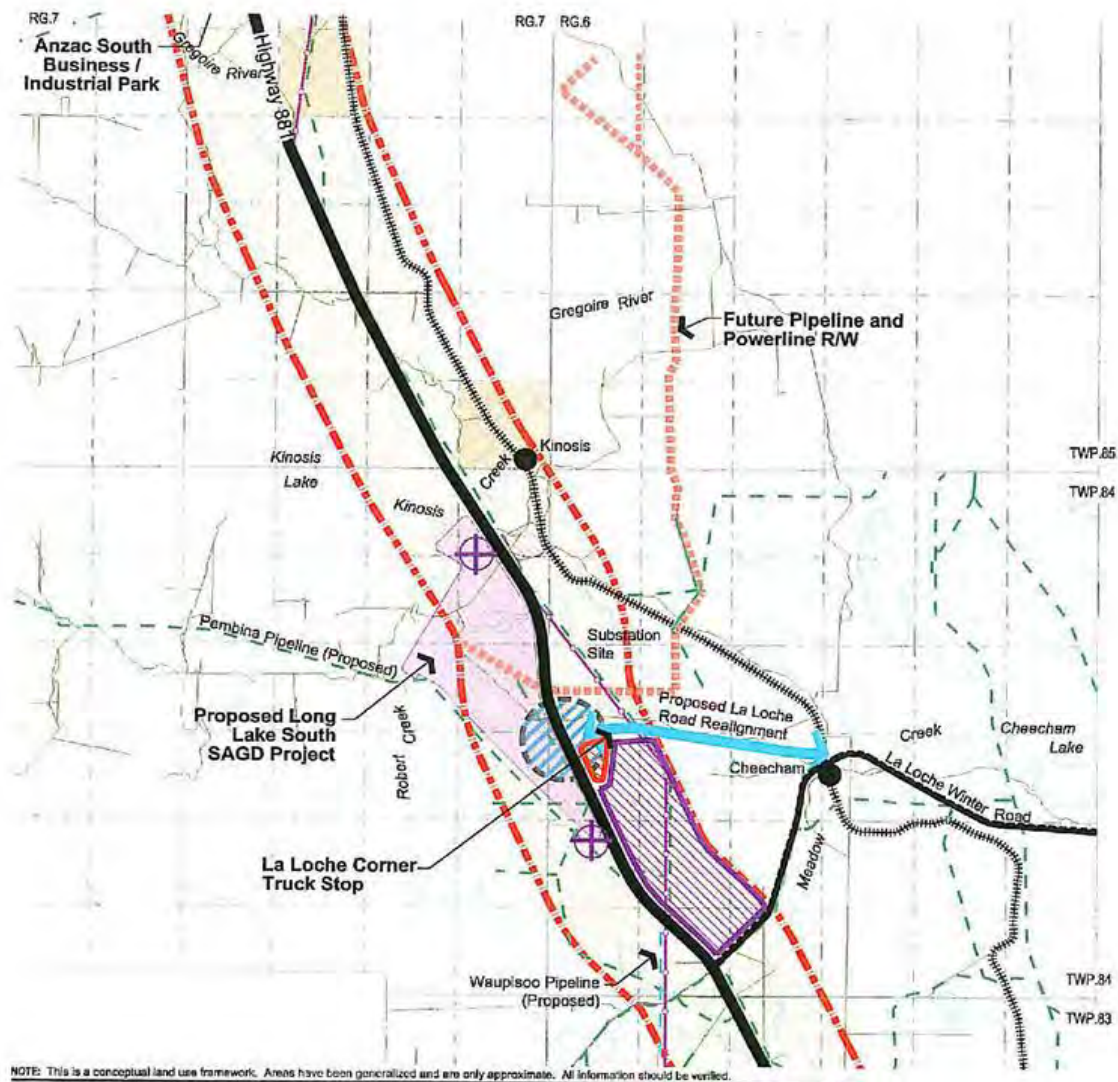 RG.7
RG.7
RG.6
Anzac South
Business /
Industrial Park
Gregoire River
Highway 881
Gregoire River
Future Pipeline and
Powerline R/W
Kinosis
Lake
Kinosis
Creek
Kinosis
TWP.85
TWP.84
Pembina Pipeline (Proposed)
Substation
Site
Proposed Long
Lake South
SAGD Project
Robert Creek
Proposed La Loche
Road Realignment
Cheecham
Creek
Cheecham
Lake
La Loche Winter Road
Meadow
La Loche Corner
Truck Stop
Waupisoo Pipeline
(Proposed)
TWP.84
TWP.83
NOTE: This is a conceptual land use framework. Areas have been generalized and are only approximate. All information should be verified.